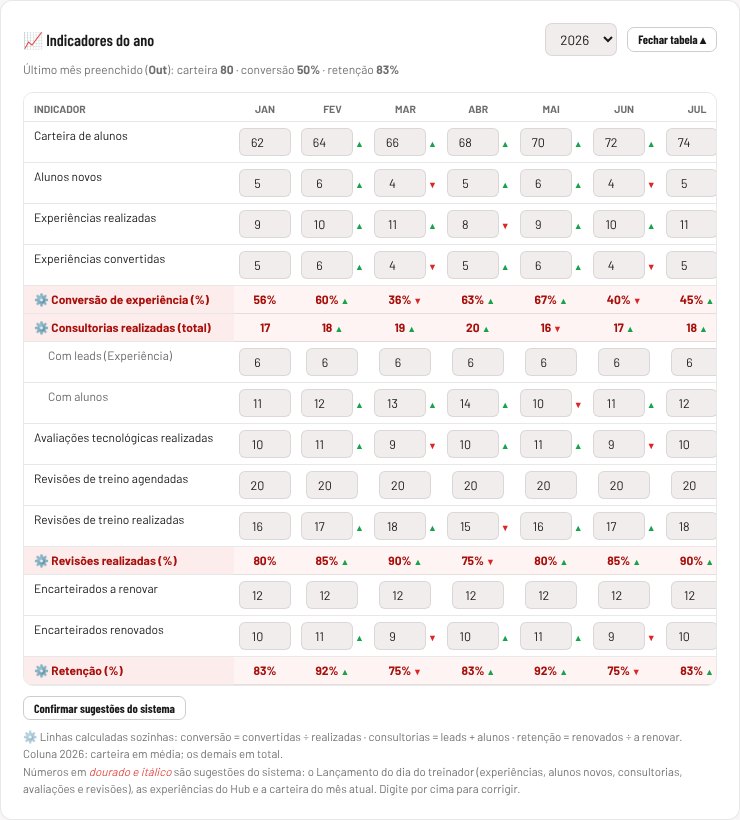 📈 Indicadores do ano 2026 Fechar tabela ▴
Último mês preenchido (Out): carteira 80 · conversão 50% · retenção 83%
INDICADOR JAN FEV MAR ABR MAI JUN JUL
Carteira de alunos 62 64 ▲ 66 ▲ 68 ▲ 70 ▲ 72 ▲ 74
Alunos novos 5 6 ▲ 4 ▼ 5 ▲ 6 ▲ 4 ▼ 5
Experiências realizadas 9 10 ▲ 11 ▲ 8 ▼ 9 ▲ 10 ▲ 11
Experiências convertidas 5 6 ▲ 4 ▼ 5 ▲ 6 ▲ 4 ▼ 5
⚙️ Conversão de experiência (%) 56% 60% ▲ 36% ▼ 63% ▲ 67% ▲ 40% ▼ 45% ▲
⚙️ Consultorias realizadas (total) 17 18 ▲ 19 ▲ 20 ▲ 16 ▼ 17 ▲ 18 ▲
Com leads (Experiência) 6 6 6 6 6 6 6
Com alunos 11 12 ▲ 13 ▲ 14 ▲ 10 ▼ 11 ▲ 12
Avaliações tecnológicas realizadas 10 11 ▲ 9 ▼ 10 ▲ 11 ▲ 9 ▼ 10
Revisões de treino agendadas 20 20 20 20 20 20 20
Revisões de treino realizadas 16 17 ▲ 18 ▲ 15 ▼ 16 ▲ 17 ▲ 18
⚙️ Revisões realizadas (%) 80% 85% ▲ 90% ▲ 75% ▼ 80% ▲ 85% ▲ 90% ▲
Encarteirados a renovar 12 12 12 12 12 12 12
Encarteirados renovados 10 11 ▲ 9 ▼ 10 ▲ 11 ▲ 9 ▼ 10
⚙️ Retenção (%) 83% 92% ▲ 75% ▼ 83% ▲ 92% ▲ 75% ▼ 83% ▲
Confirmar sugestões do sistema
⚙️ Linhas calculadas sozinhas: conversão = convertidas ÷ realizadas · consultorias = leads + alunos · retenção = renovados ÷ a renovar.
Coluna 2026: carteira em média; os demais em total.
Números em dourado e itálico são sugestões do sistema: o Lançamento do dia do treinador (experiências, alunos novos, consultorias,
avaliações e revisões), as experiências do Hub e a carteira do mês atual. Digite por cima para corrigir.